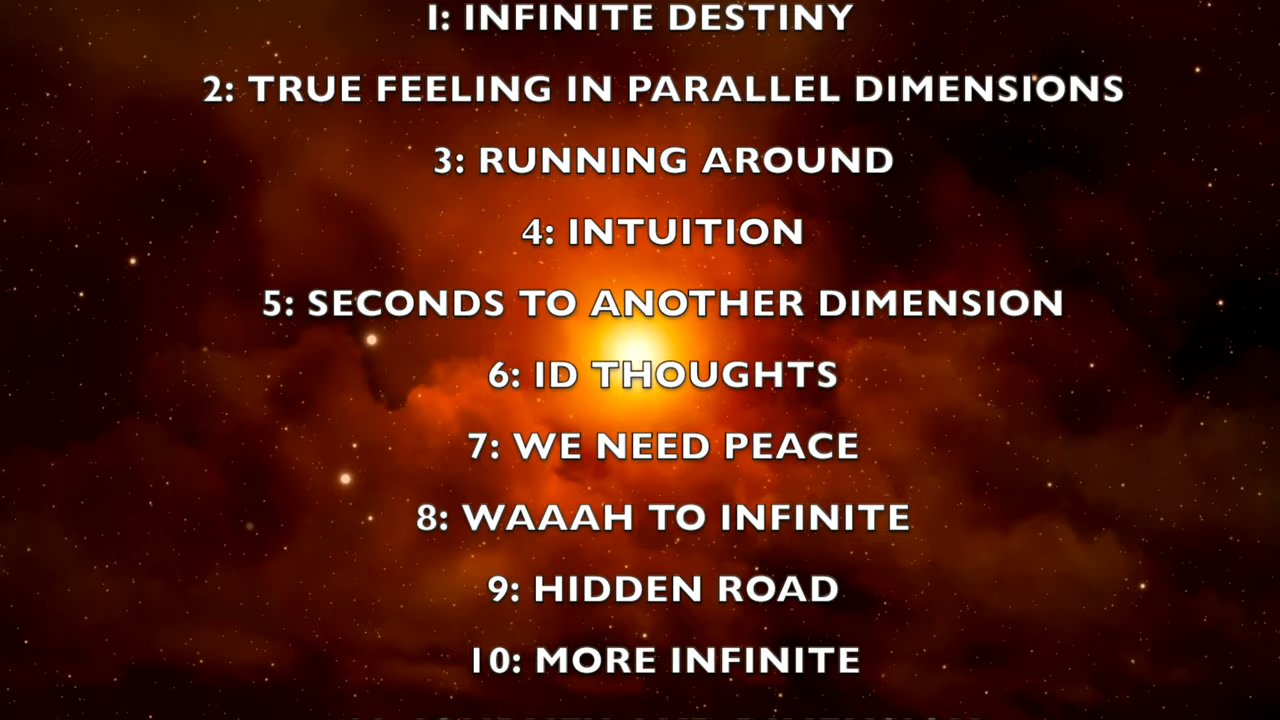 1: INFINITE DESTINY
2: TRUE FEELING IN PARALLEL DIMENSIONS
3: RUNNING AROUND
4: INTUITION
5: SECONDS TO ANOTHER DIMENSION
6: ID THOUGHTS
7: WE NEED PEACE
8: WAAAH TO INFINITE
9: HIDDEN ROAD
10: MORE INFINITE